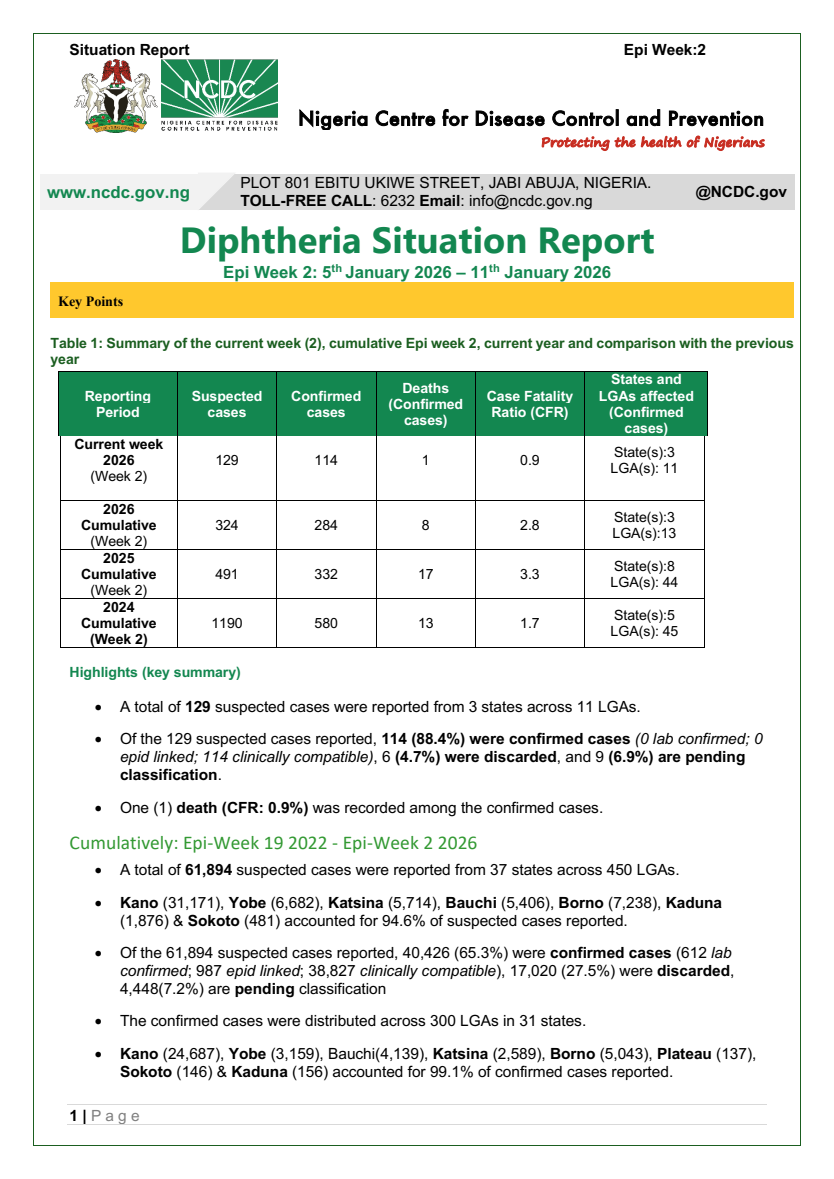 Situation Report Epi Week:2
NCDC
NIGERIA CENTRE FOR DISEASE
CONTROL AND PREVENTION
Nigeria Centre for Disease Control and Prevention
Protecting the health of Nigerians
www.ncdc.gov.ng
PLOT 801 EBITU UKIWE STREET, JABI ABUJA, NIGERIA.
TOLL-FREE CALL: 6232 Email: info@ncdc.gov.ng
@NCDC.gov
Diphtheria Situation Report
Epi Week 2: 5th January 2026 – 11th January 2026
Key Points
Table 1: Summary of the current week (2), cumulative Epi week 2, current year and comparison with the previous
year
Reporting
Period
Suspected
cases
Confirmed
cases
Deaths
(Confirmed
cases)
Case Fatality
Ratio (CFR)
States and
LGAs affected
(Confirmed
cases)
Current week
2026
(Week 2)
129
114
1
0.9
State(s):3
LGA(s): 11
2026
Cumulative
(Week 2)
324
284
8
2.8
State(s):3
LGA(s):13
2025
Cumulative
(Week 2)
491
332
17
3.3
State(s):8
LGA(s): 44
2024
Cumulative
(Week 2)
1190
580
13
1.7
State(s):5
LGA(s): 45
Highlights (key summary)
• A total of 129 suspected cases were reported from 3 states across 11 LGAs.
• Of the 129 suspected cases reported, 114 (88.4%) were confirmed cases (0 lab confirmed; 0
epid linked; 114 clinically compatible), 6 (4.7%) were discarded, and 9 (6.9%) are pending
classification.
• One (1) death (CFR: 0.9%) was recorded among the confirmed cases.
Cumulatively: Epi-Week 19 2022 - Epi-Week 2 2026
• A total of 61,894 suspected cases were reported from 37 states across 450 LGAs.
• Kano (31,171), Yobe (6,682), Katsina (5,714), Bauchi (5,406), Borno (7,238), Kaduna
(1,876) & Sokoto (481) accounted for 94.6% of suspected cases reported.
• Of the 61,894 suspected cases reported, 40,426 (65.3%) were confirmed cases (612 lab
confirmed; 987 epid linked; 38,827 clinically compatible), 17,020 (27.5%) were discarded,
4,448(7.2%) are pending classification
• The confirmed cases were distributed across 300 LGAs in 31 states.
• Kano (24,687), Yobe (3,159), Bauchi(4,139), Katsina (2,589), Borno (5,043), Plateau (137),
Sokoto (146) & Kaduna (156) accounted for 99.1% of confirmed cases reported.
1 | Page